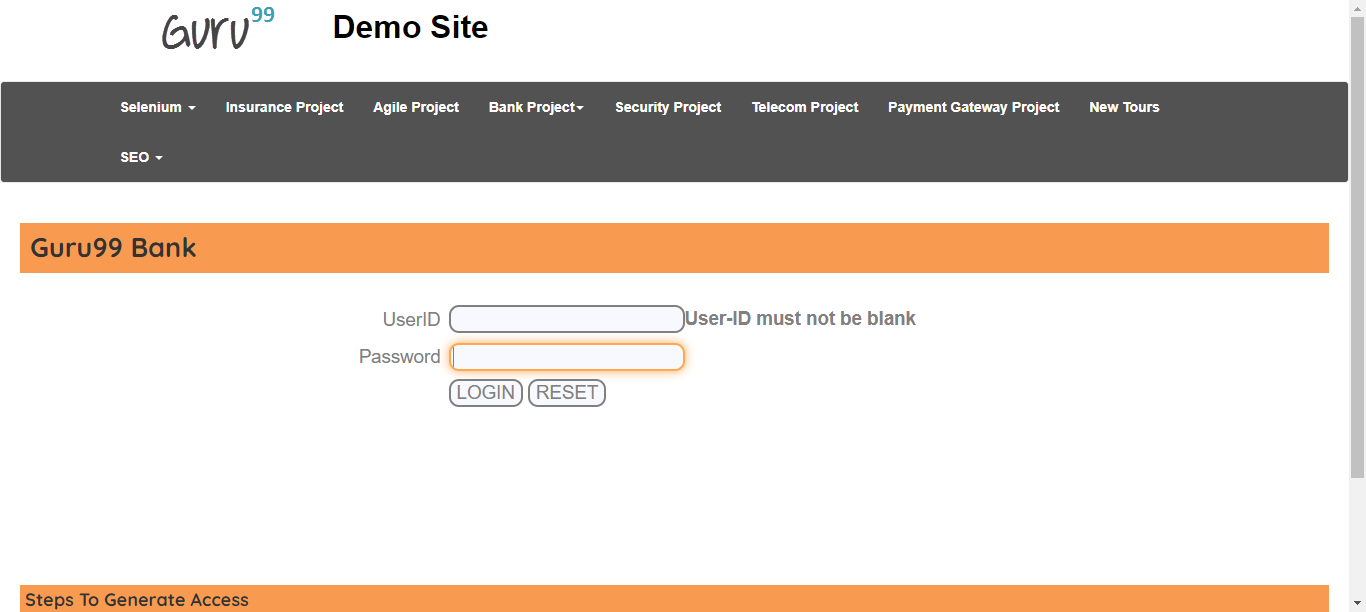 Guru99 Demo Site
Selenium Insurance Project Agile Project Bank Project Security Project Telecom Project Payment Gateway Project New Tours
SEO
Guru99 Bank
UserID User-ID must not be blank
Password
LOGIN RESET
Steps To Generate Access